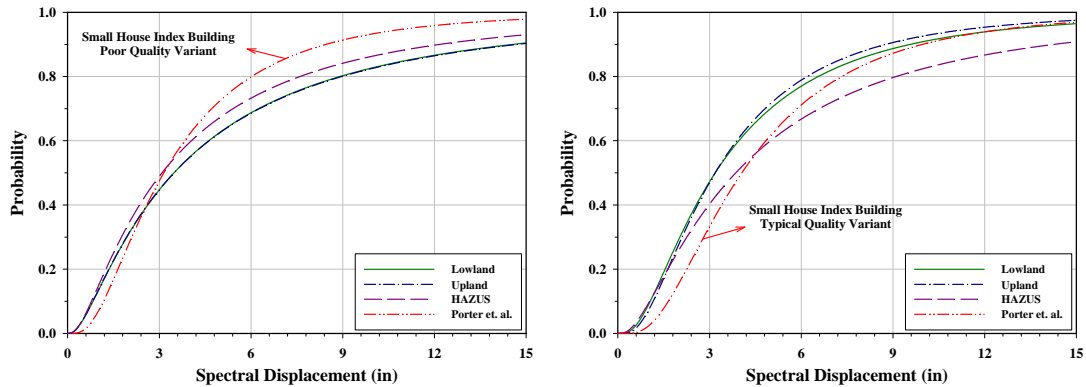 1.0
0.8
0.6
0.4
0.2
0.0
Probability
Small House Index Building
Poor Quality Variant
Lowland
Upland
HAZUS
Porter et. al.
0 3 6 9 12 15
Spectral Displacement (in)
1.0
0.8
0.6
0.4
0.2
0.0
Probability
Small House Index Building
Typical Quality Variant
Lowland
Upland
HAZUS
Porter et. al.
0 3 6 9 12 15
Spectral Displacement (in)